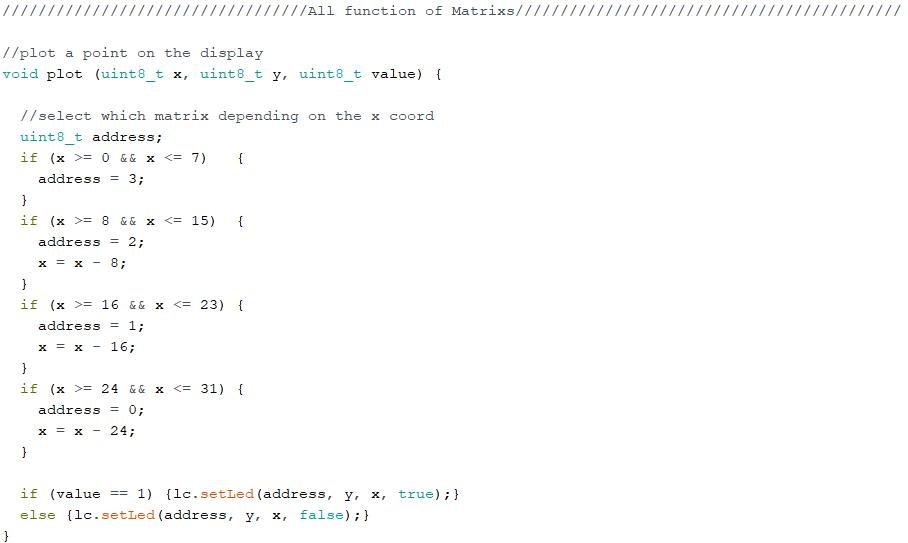 //////////////////////////////////All function of Matrixs///////////////////////////////////////////
//plot a point on the display
void plot (uint8_t x, uint8_t y, uint8_t value) {
  //select which matrix depending on the x coord
  uint8_t address;
  if (x >= 0 && x <= 7)   {
    address = 3;
  }
  if (x >= 8 && x <= 15)  {
    address = 2;
    x = x - 8;
  }
  if (x >= 16 && x <= 23) {
    address = 1;
    x = x - 16;
  }
  if (x >= 24 && x <= 31) {
    address = 0;
    x = x - 24;
  }
  if (value == 1) {lc.setLed(address, y, x, true);}
  else {lc.setLed(address, y, x, false);}
}